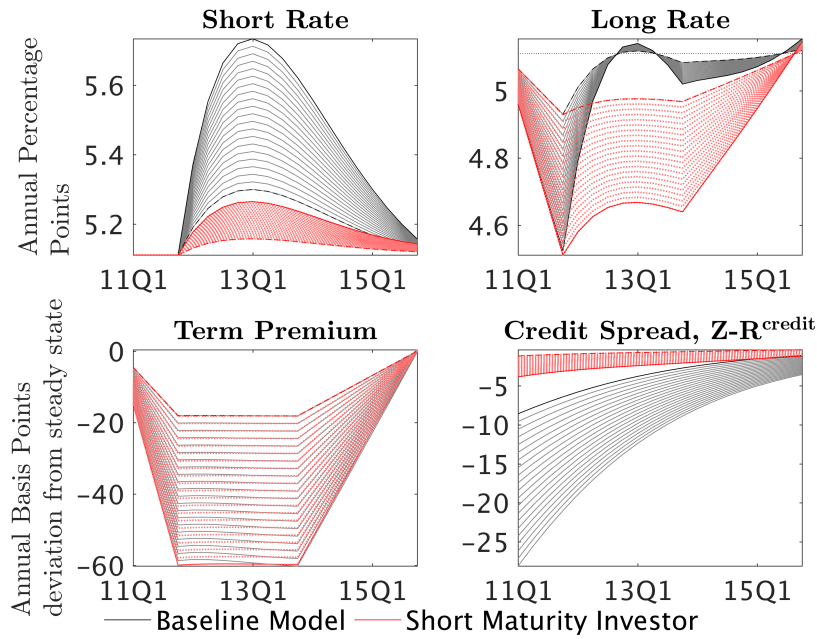 Short Rate
Long Rate
Annual Percentage
Points
5.6
5.4
5.2
11Q1
13Q1
15Q1
5
4.8
4.6
11Q1
13Q1
15Q1
Term Premium
Credit Spread, Z-R^credit
Annual Basis Points
deviation from steady state
0
-20
-40
-60
11Q1
13Q1
15Q1
-5
-10
-15
-20
-25
11Q1
13Q1
15Q1
Baseline Model
Short Maturity Investor